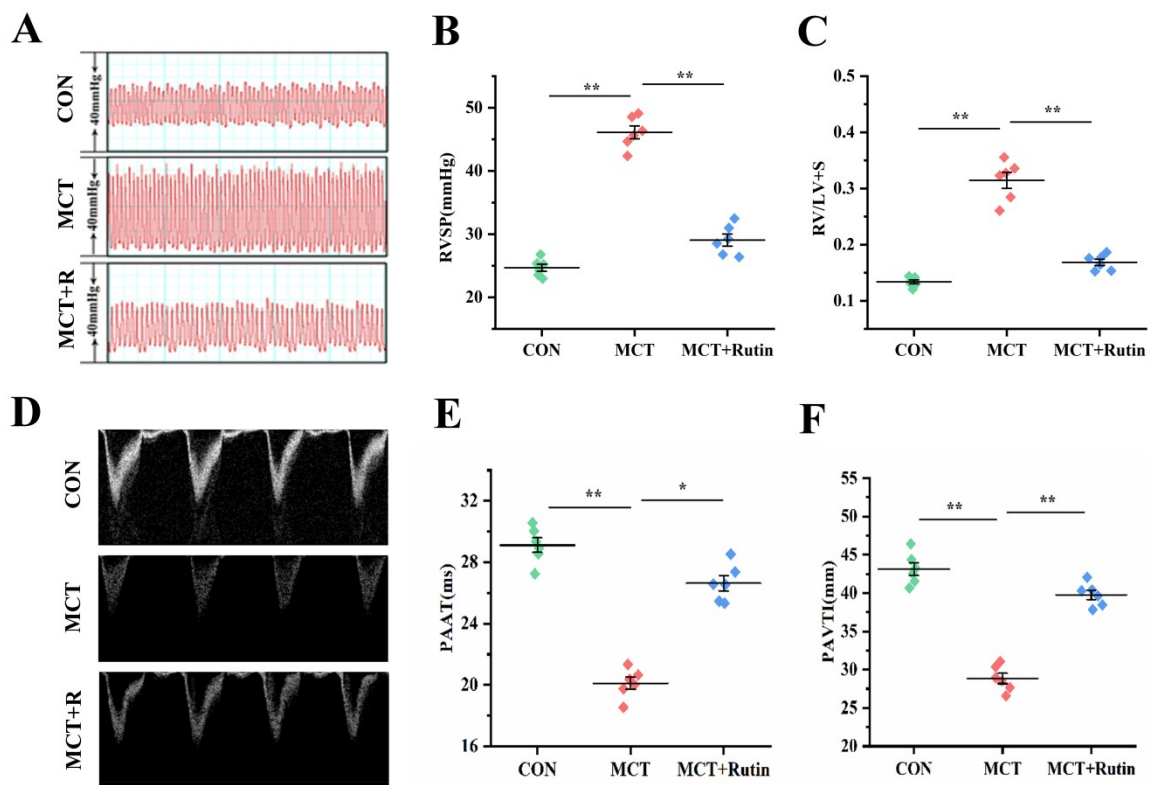 A
CON
40mmHg
MCT
40mmHg
MCT+R
40mmHg
B
RVSP(mmHg)
50
40
30
20
**
**
CON
MCT
MCT+Rutin
C
RV/LV+S
0.5
0.4
0.3
0.2
0.1
**
**
CON
MCT
MCT+Rutin
D
CON
MCT
MCT+R
E
PAAT(ms)
32
28
24
20
16
**
*
CON
MCT
MCT+Rutin
F
PAVTI(mm)
55
50
45
40
35
30
25
20
**
**
CON
MCT
MCT+Rutin